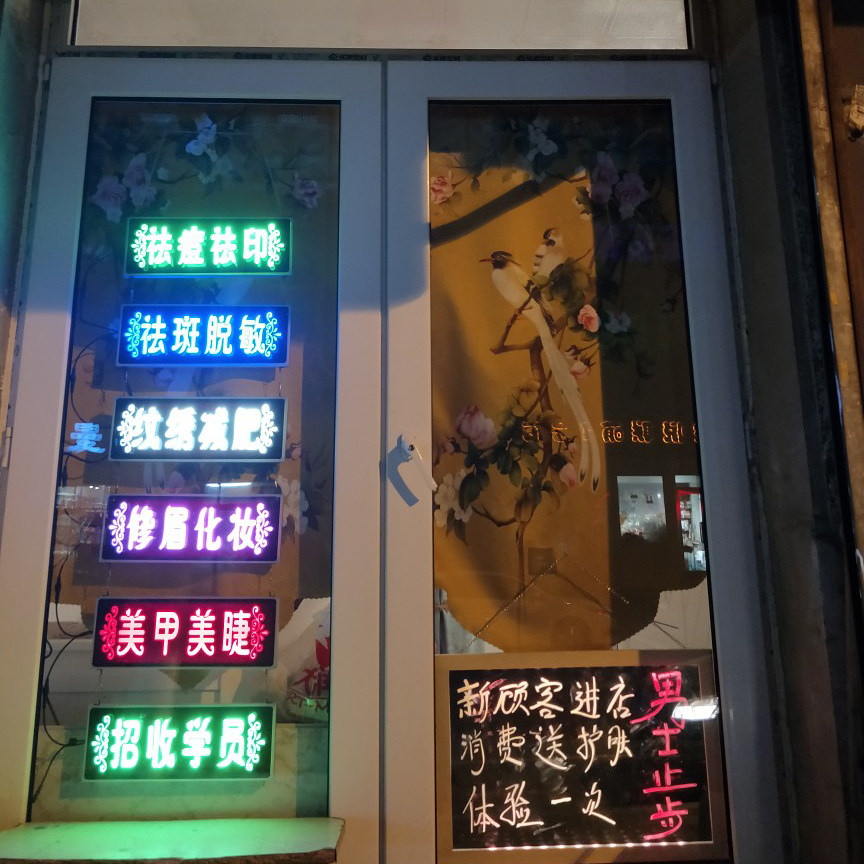 祛痘祛印
祛斑脱敏
纹绣减肥
修眉化妆
美甲美睫
招收学员
曼
新顾客进店
消费送护肤
体验一次
男士止步